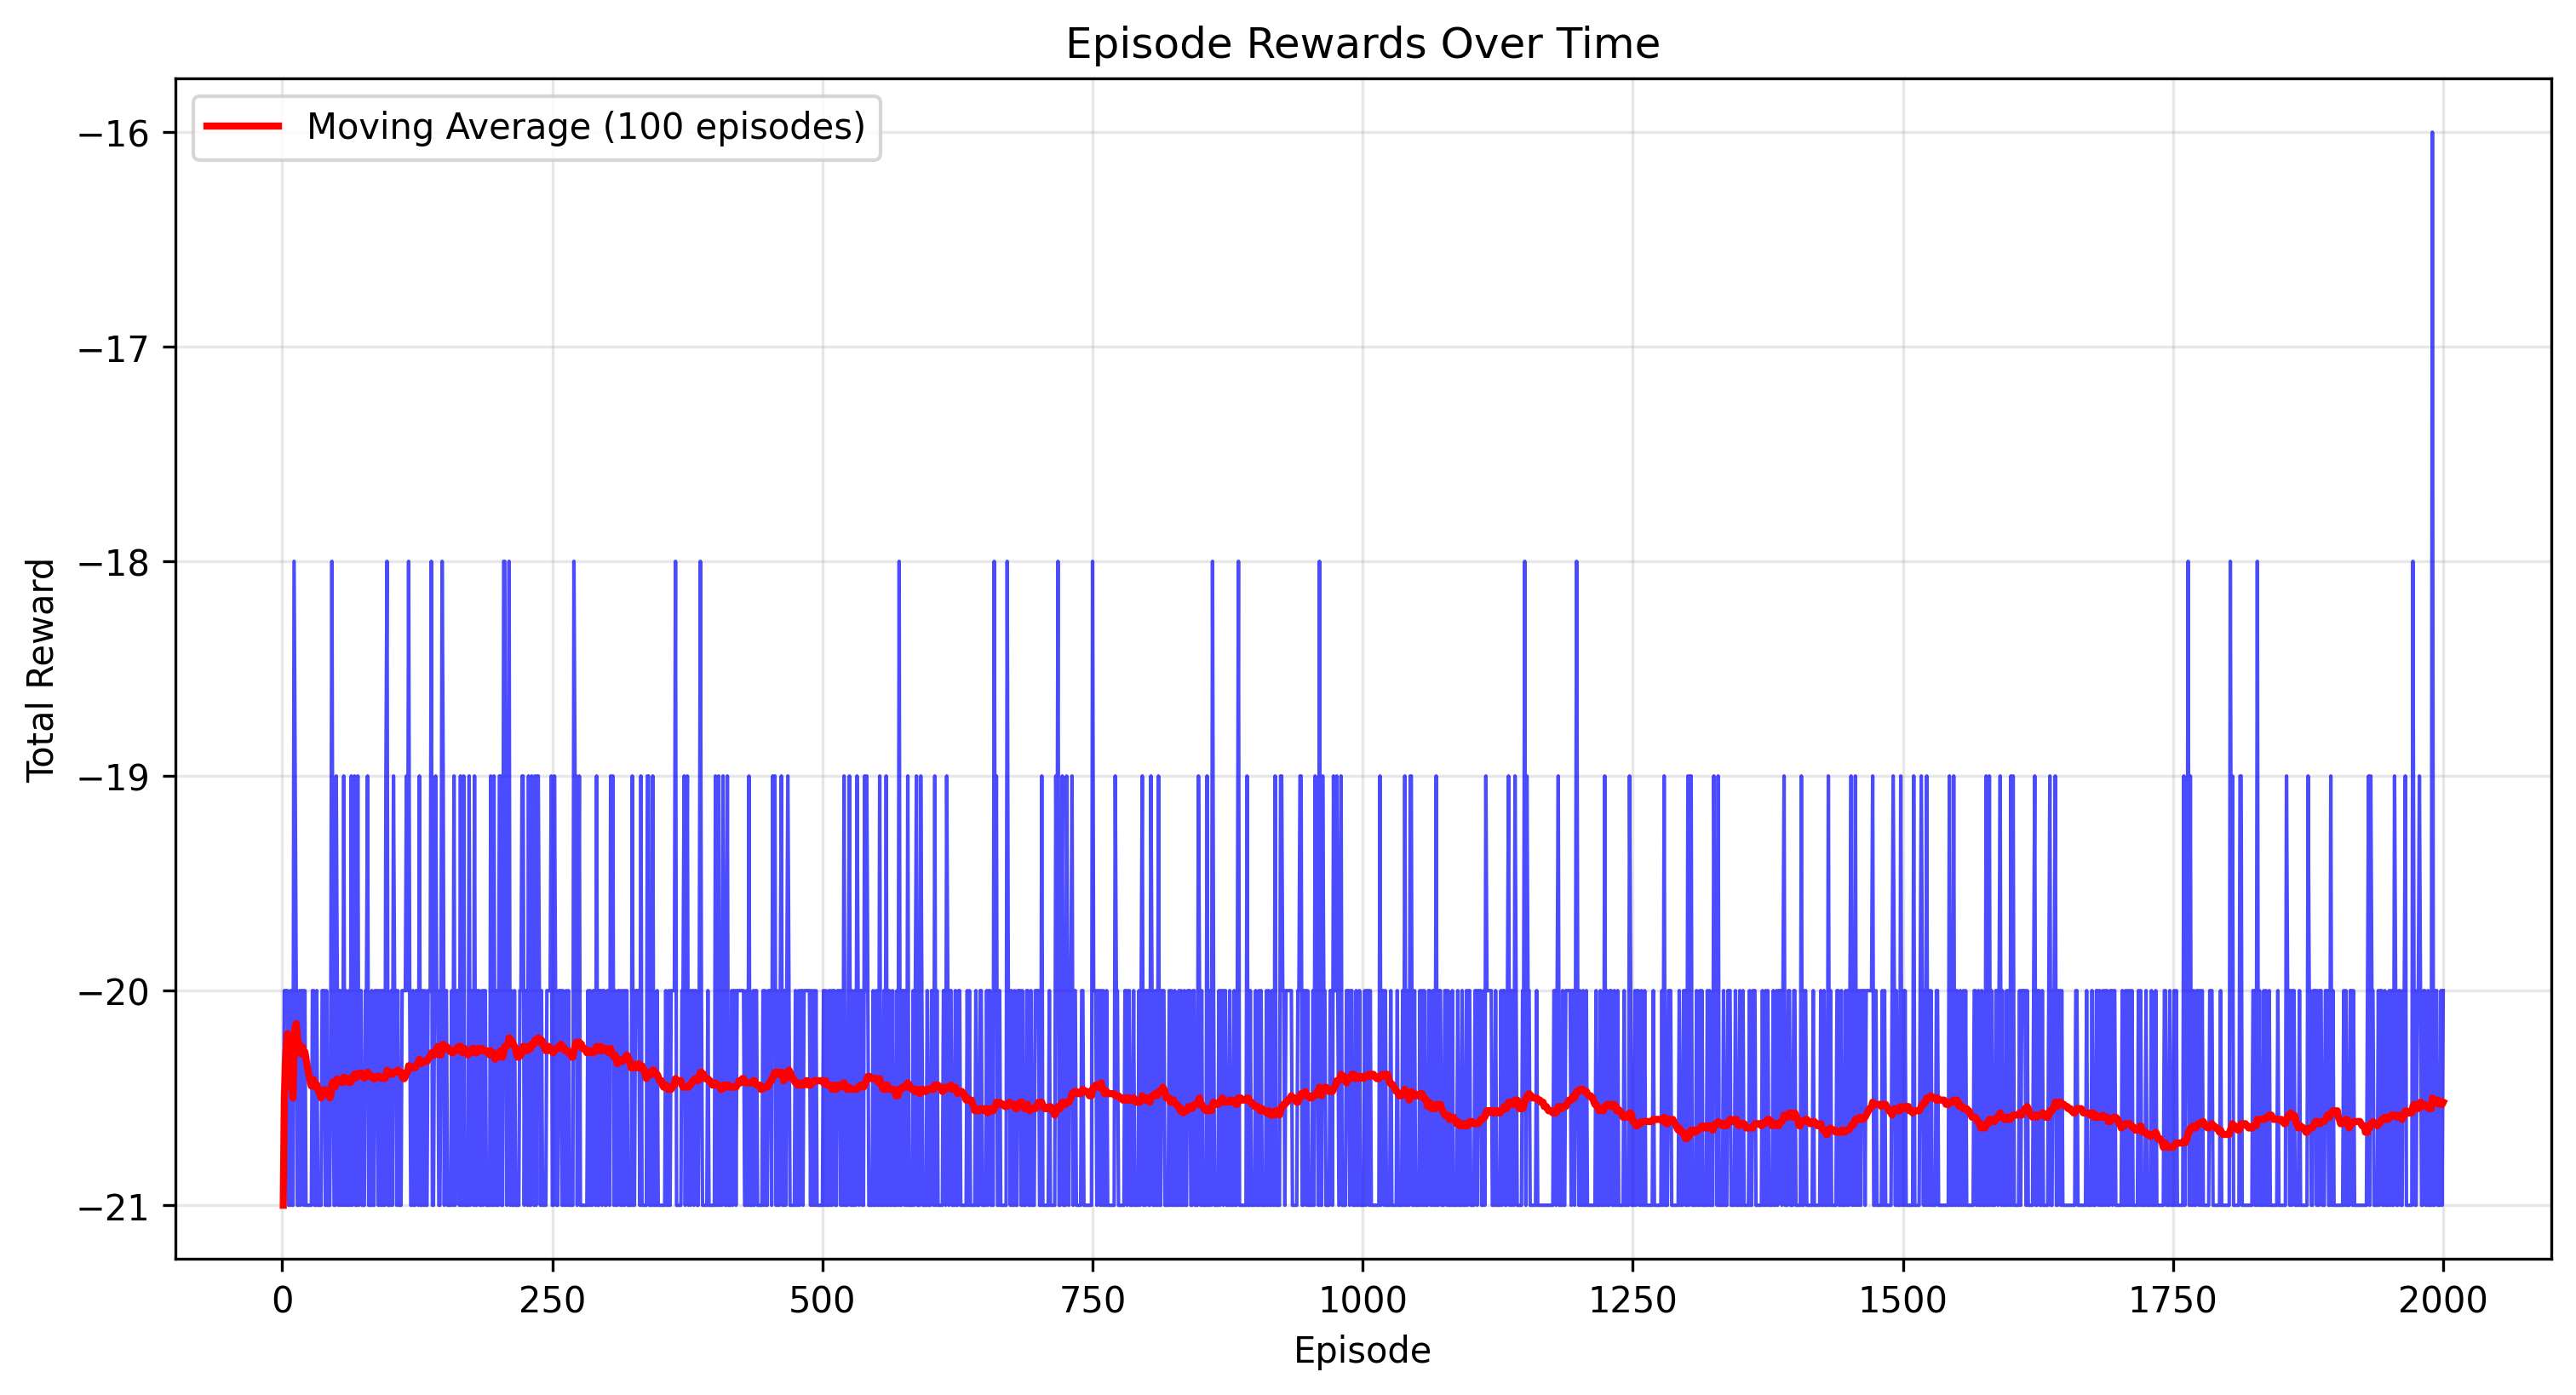 Episode Rewards Over Time
Moving Average (100 episodes)
−16
−17
−18
−19
−20
−21
Total Reward
0 250 500 750 1000 1250 1500 1750 2000
Episode